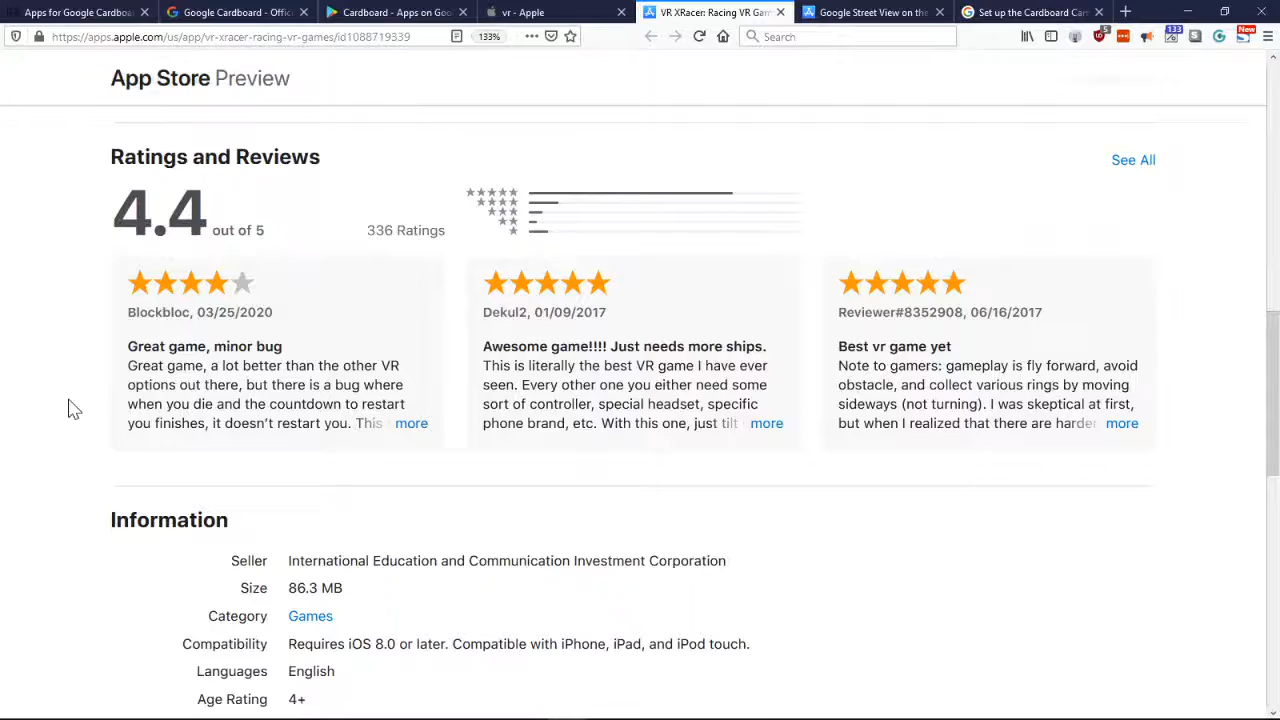 Apps for Google Cardboard
Google Cardboard - Offici
Cardboard - Apps on Goo
vr - Apple
VR XRacer: Racing VR Gam
Google Street View on the
Set up the Cardboard Cam
https://apps.apple.com/us/app/vr-xracer-racing-vr-games/id1088719335
133%
Search
133
New
App Store Preview
Ratings and Reviews
See All
4.4 out of 5
336 Ratings
Blockbloc, 03/25/2020
Great game, minor bug
Great game, a lot better than the other VR
options out there, but there is a bug where
when you die and the countdown to restart
you finishes, it doesn't restart you. This more
Dekul2, 01/09/2017
Awesome game!!!! Just needs more ships.
This is literally the best VR game I have ever
seen. Every other one you either need some
sort of controller, special headset, specific
phone brand, etc. With this one, just tilt more
Reviewer#8352908, 06/16/2017
Best vr game yet
Note to gamers: gameplay is fly forward, avoid
obstacle, and collect various rings by moving
sideways (not turning). I was skeptical at first,
but when I realized that there are harder more
Information
Seller International Education and Communication Investment Corporation
Size 86.3 MB
Category Games
Compatibility Requires iOS 8.0 or later. Compatible with iPhone, iPad, and iPod touch.
Languages English
Age Rating 4+